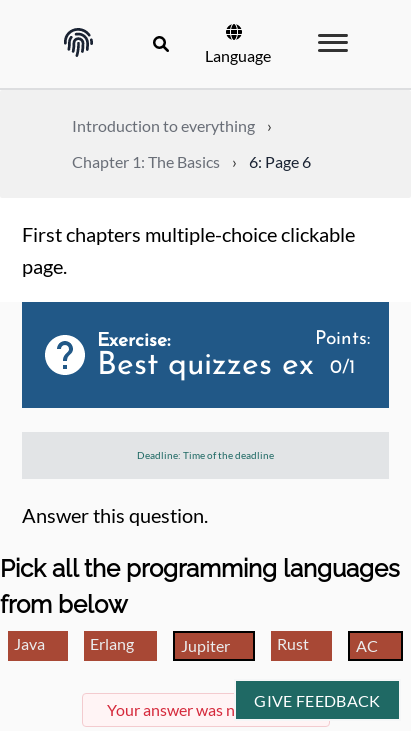 Language
Introduction to everything ›
Chapter 1: The Basics › 6: Page 6
First chapters multiple-choice clickable
page.
Exercise:
Best quizzes ex
Points:
0/1
Deadline: Time of the deadline
Answer this question.
Pick all the programming languages
from below
Java Erlang Jupiter Rust AC
Your answer was
GIVE FEEDBACK